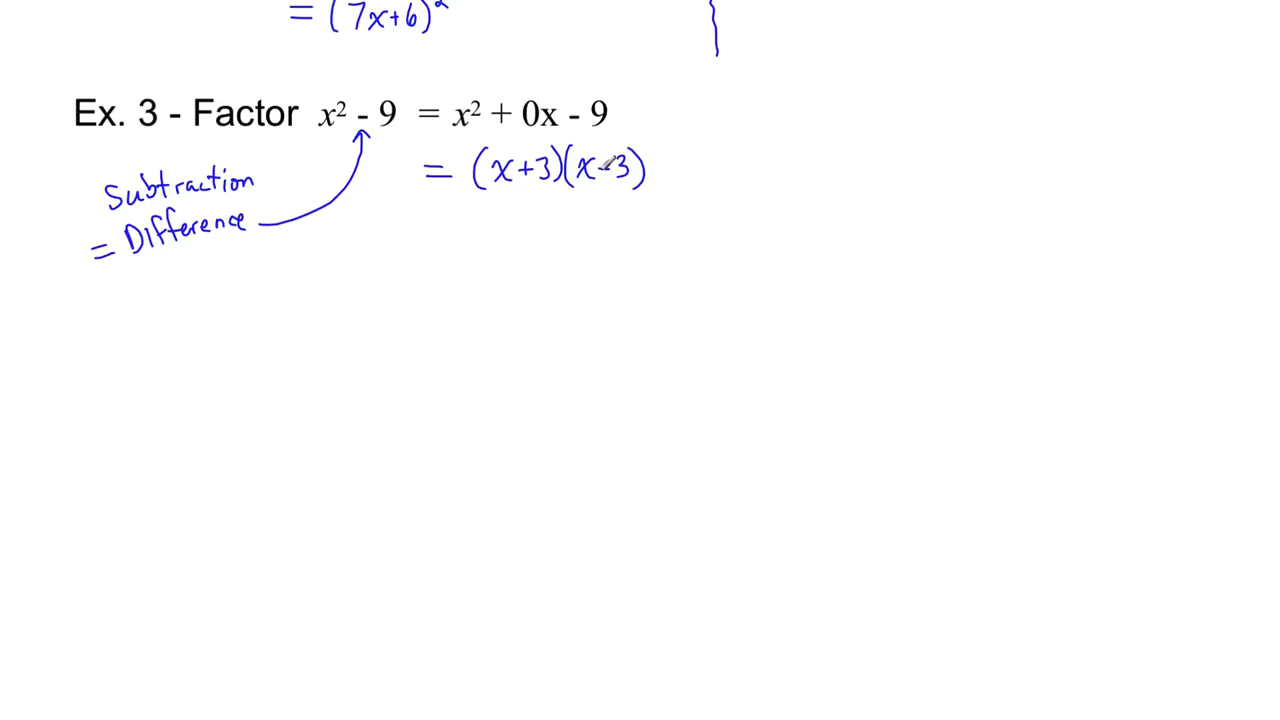 = (7x+6)²
Ex. 3 - Factor x² - 9 = x² + 0x - 9
= (x+3)(x-3)
Subtraction
= Difference